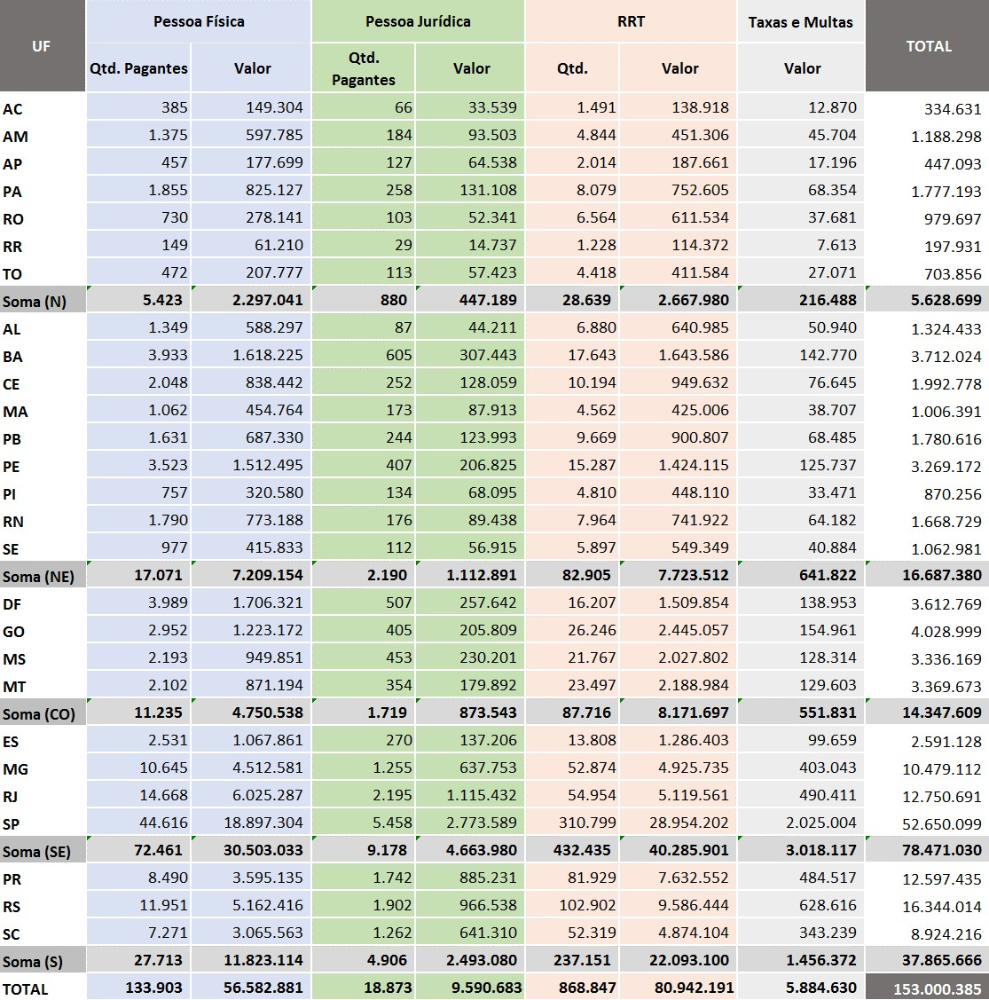 UF Pessoa Física Pessoa Jurídica RRT Taxas e Multas TOTAL
Qtd. Pagantes Valor Qtd. Pagantes Valor Qtd. Valor Valor
AC 385 149.304 66 33.539 1.491 138.918 12.870 334.631
AM 1.375 597.785 184 93.503 4.844 451.306 45.704 1.188.298
AP 457 177.699 127 64.538 2.014 187.661 17.196 447.093
PA 1.855 825.127 258 131.108 8.079 752.605 68.354 1.777.193
RO 730 278.141 103 52.341 6.564 611.534 37.681 979.697
RR 149 61.210 29 14.737 1.228 114.372 7.613 197.931
TO 472 207.777 113 57.423 4.418 411.584 27.071 703.856
Soma (N) 5.423 2.297.041 880 447.189 28.639 2.667.980 216.488 5.628.699
AL 1.349 588.297 87 44.211 6.880 640.985 50.940 1.324.433
BA 3.933 1.618.225 605 307.443 17.643 1.643.586 142.770 3.712.024
CE 2.048 838.442 252 128.059 10.194 949.632 76.645 1.992.778
MA 1.062 454.764 173 87.913 4.562 425.006 38.707 1.006.391
PB 1.631 687.330 244 123.993 9.669 900.807 68.485 1.780.616
PE 3.523 1.512.495 407 206.825 15.287 1.424.115 125.737 3.269.172
PI 757 320.580 134 68.095 4.810 448.110 33.471 870.256
RN 1.790 773.188 176 89.438 7.964 741.922 64.182 1.668.729
SE 977 415.833 112 56.915 5.897 549.349 40.884 1.062.981
Soma (NE) 17.071 7.209.154 2.190 1.112.891 82.905 7.723.512 641.822 16.687.380
DF 3.989 1.706.321 507 257.642 16.207 1.509.854 138.953 3.612.769
GO 2.952 1.223.172 405 205.809 26.246 2.445.057 154.961 4.028.999
MS 2.193 949.851 453 230.201 21.767 2.027.802 128.314 3.336.169
MT 2.102 871.194 354 179.892 23.497 2.188.984 129.603 3.369.673
Soma (CO) 11.235 4.750.538 1.719 873.543 87.716 8.171.697 551.831 14.347.609
ES 2.531 1.067.861 270 137.206 13.808 1.286.403 99.659 2.591.128
MG 10.645 4.512.581 1.255 637.753 52.874 4.925.735 403.043 10.479.112
RJ 14.668 6.025.287 2.195 1.115.432 54.954 5.119.561 490.411 12.750.691
SP 44.616 18.897.304 5.458 2.773.589 310.799 28.954.202 2.025.004 52.650.099
Soma (SE) 72.461 30.503.033 9.178 4.663.980 432.435 40.285.901 3.018.117 78.471.030
PR 8.490 3.595.135 1.742 885.231 81.929 7.632.552 484.517 12.597.435
RS 11.951 5.162.416 1.902 966.538 102.902 9.586.444 628.616 16.344.014
SC 7.271 3.065.563 1.262 641.310 52.319 4.874.104 343.239 8.924.216
Soma (S) 27.713 11.823.114 4.906 2.493.080 237.151 22.093.100 1.456.372 37.865.666
TOTAL 133.903 56.582.881 18.873 9.590.683 868.847 80.942.191 5.884.630 153.000.385